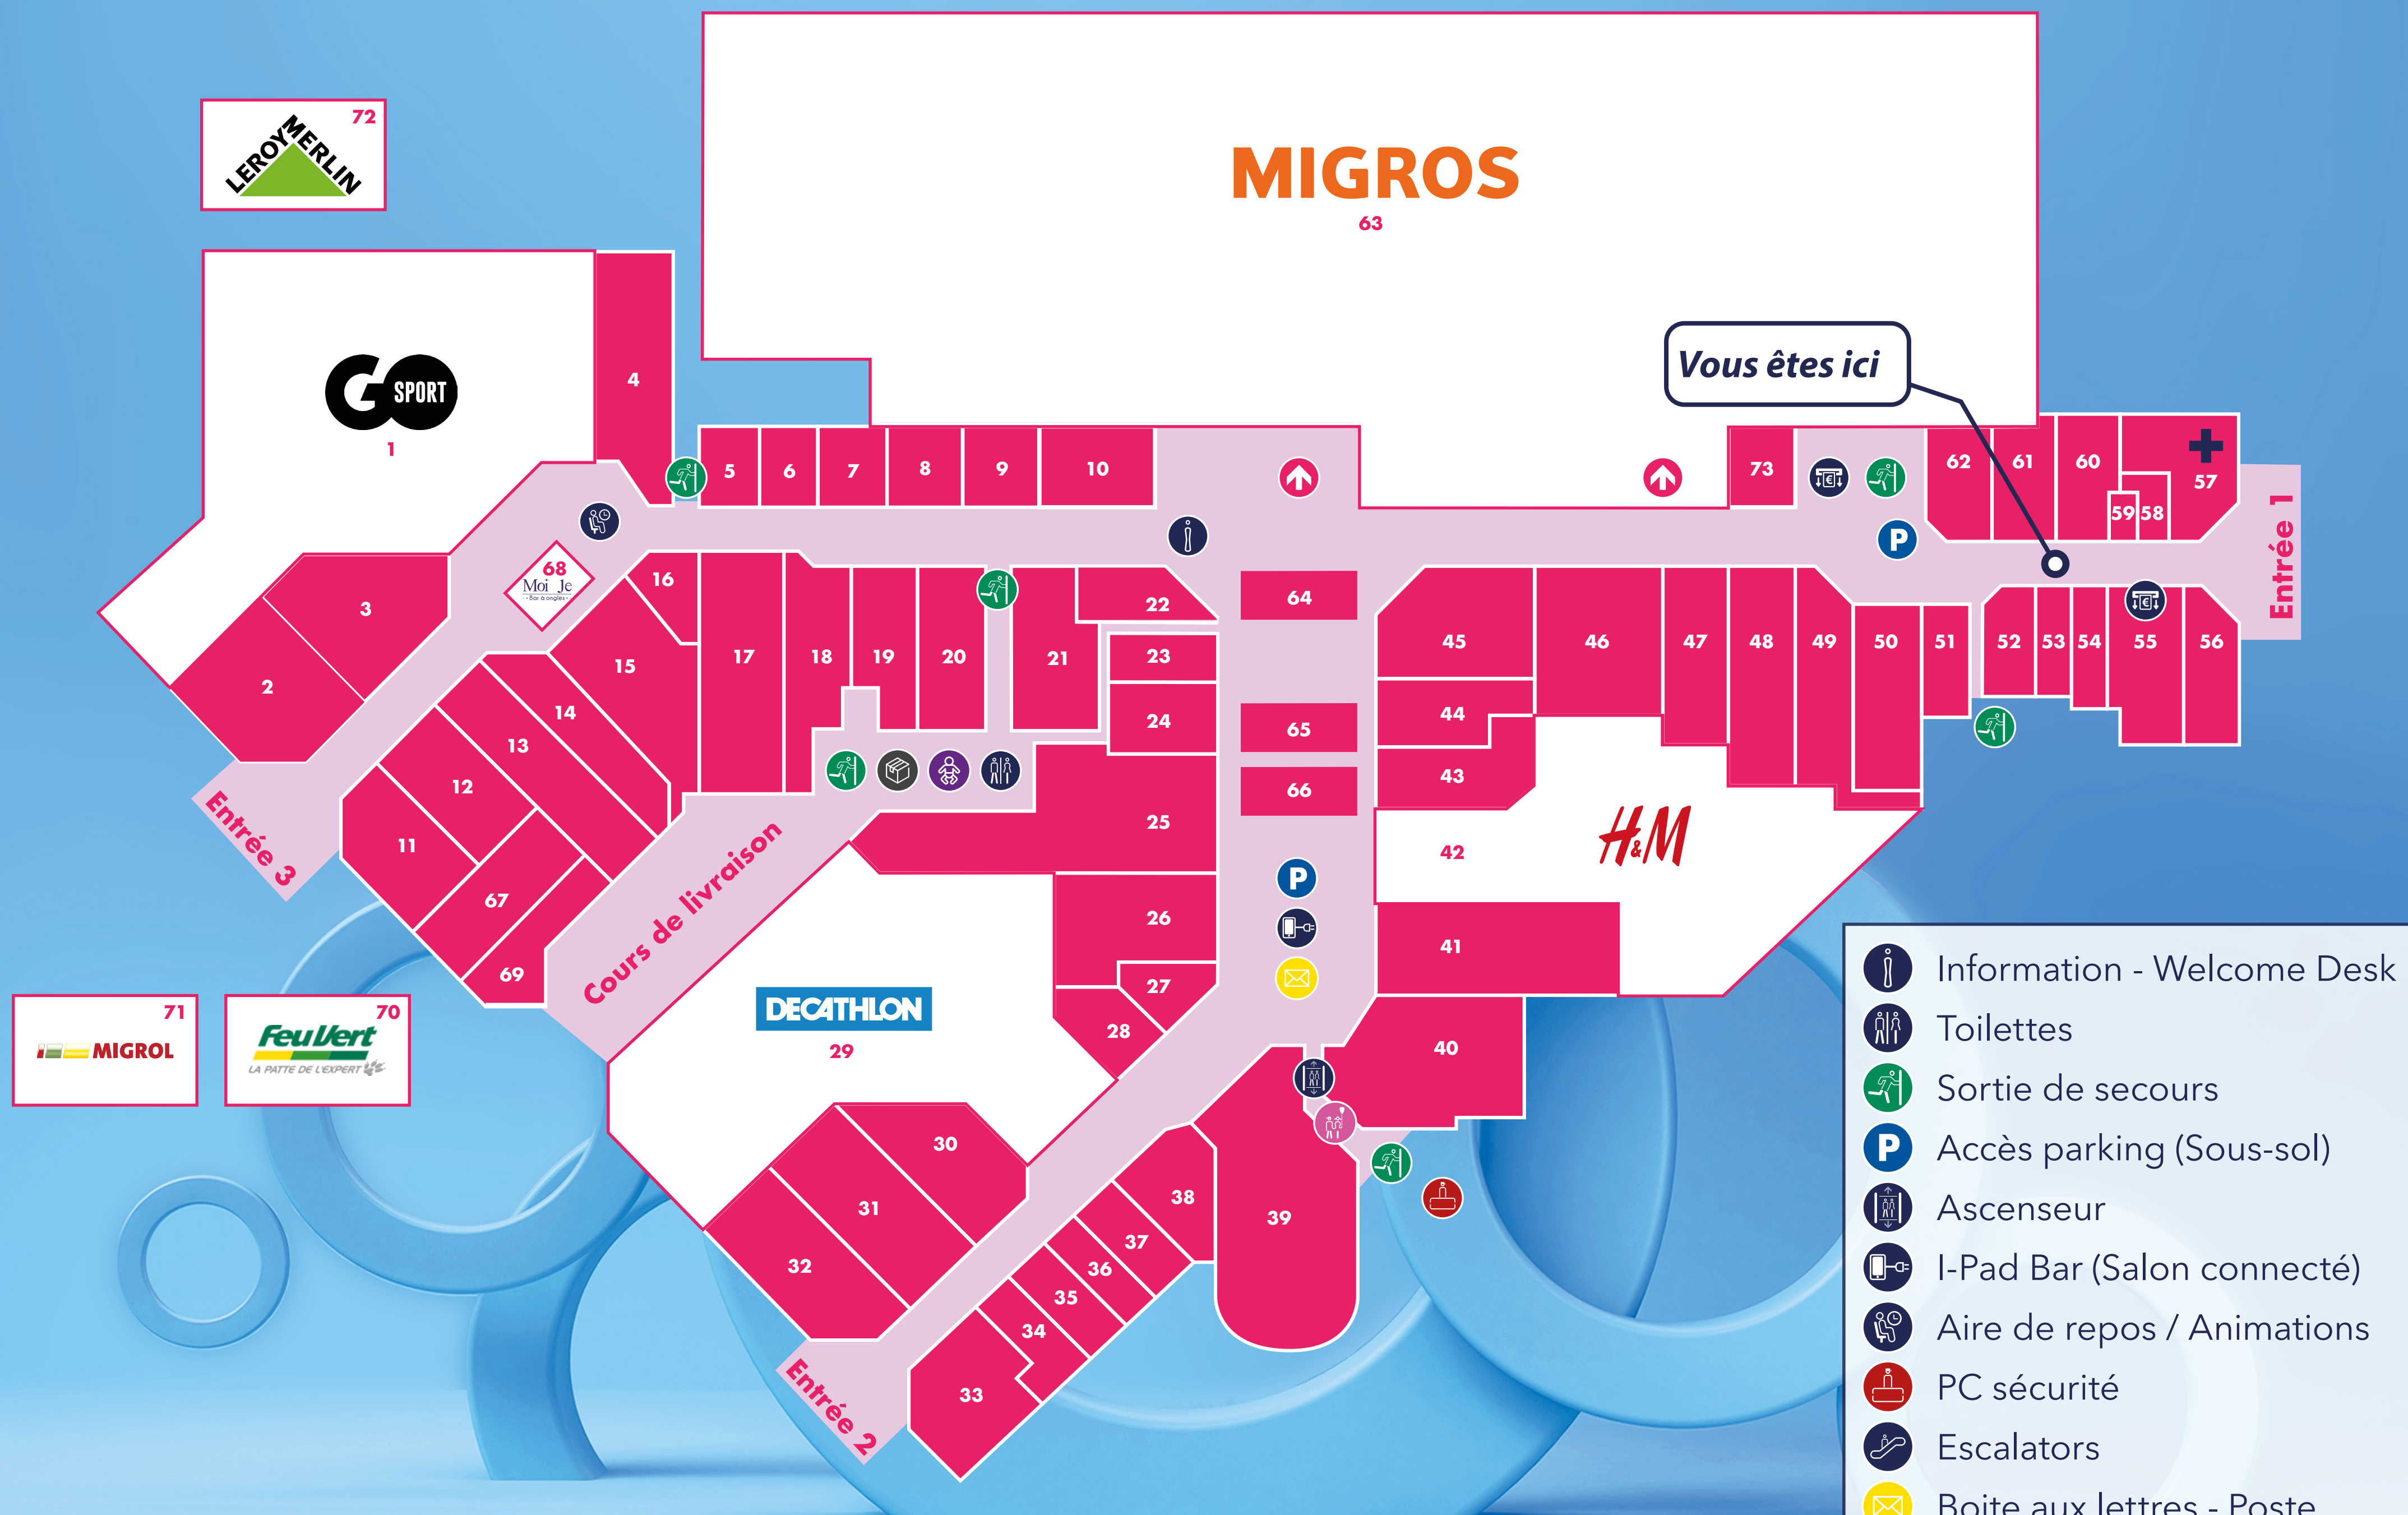 72
LEROY MERLIN
MIGROS
63
GO SPORT
1
4
Vous êtes ici
5
6
7
8
9
10
73
62
61
60
57
59
58
Entrée 1
3
2
68
Moi Je
- Bar à ongles -
16
15
17
18
19
20
21
22
23
24
64
65
66
45
46
47
48
49
50
51
52
53
54
55
56
44
43
42
H&M
41
14
13
12
11
67
69
Entrée 3
Cours de livraison
25
26
27
28
DECATHLON
29
P
P
71
MIGROL
70
Feu Vert
LA PATTE DE L'EXPERT
40
30
31
32
38
39
37
36
35
34
33
Entrée 2
Information - Welcome Desk
Toilettes
Sortie de secours
P Accès parking (Sous-sol)
Ascenseur
I-Pad Bar (Salon connecté)
Aire de repos / Animations
PC sécurité
Escalators
Boite aux lettres - Poste